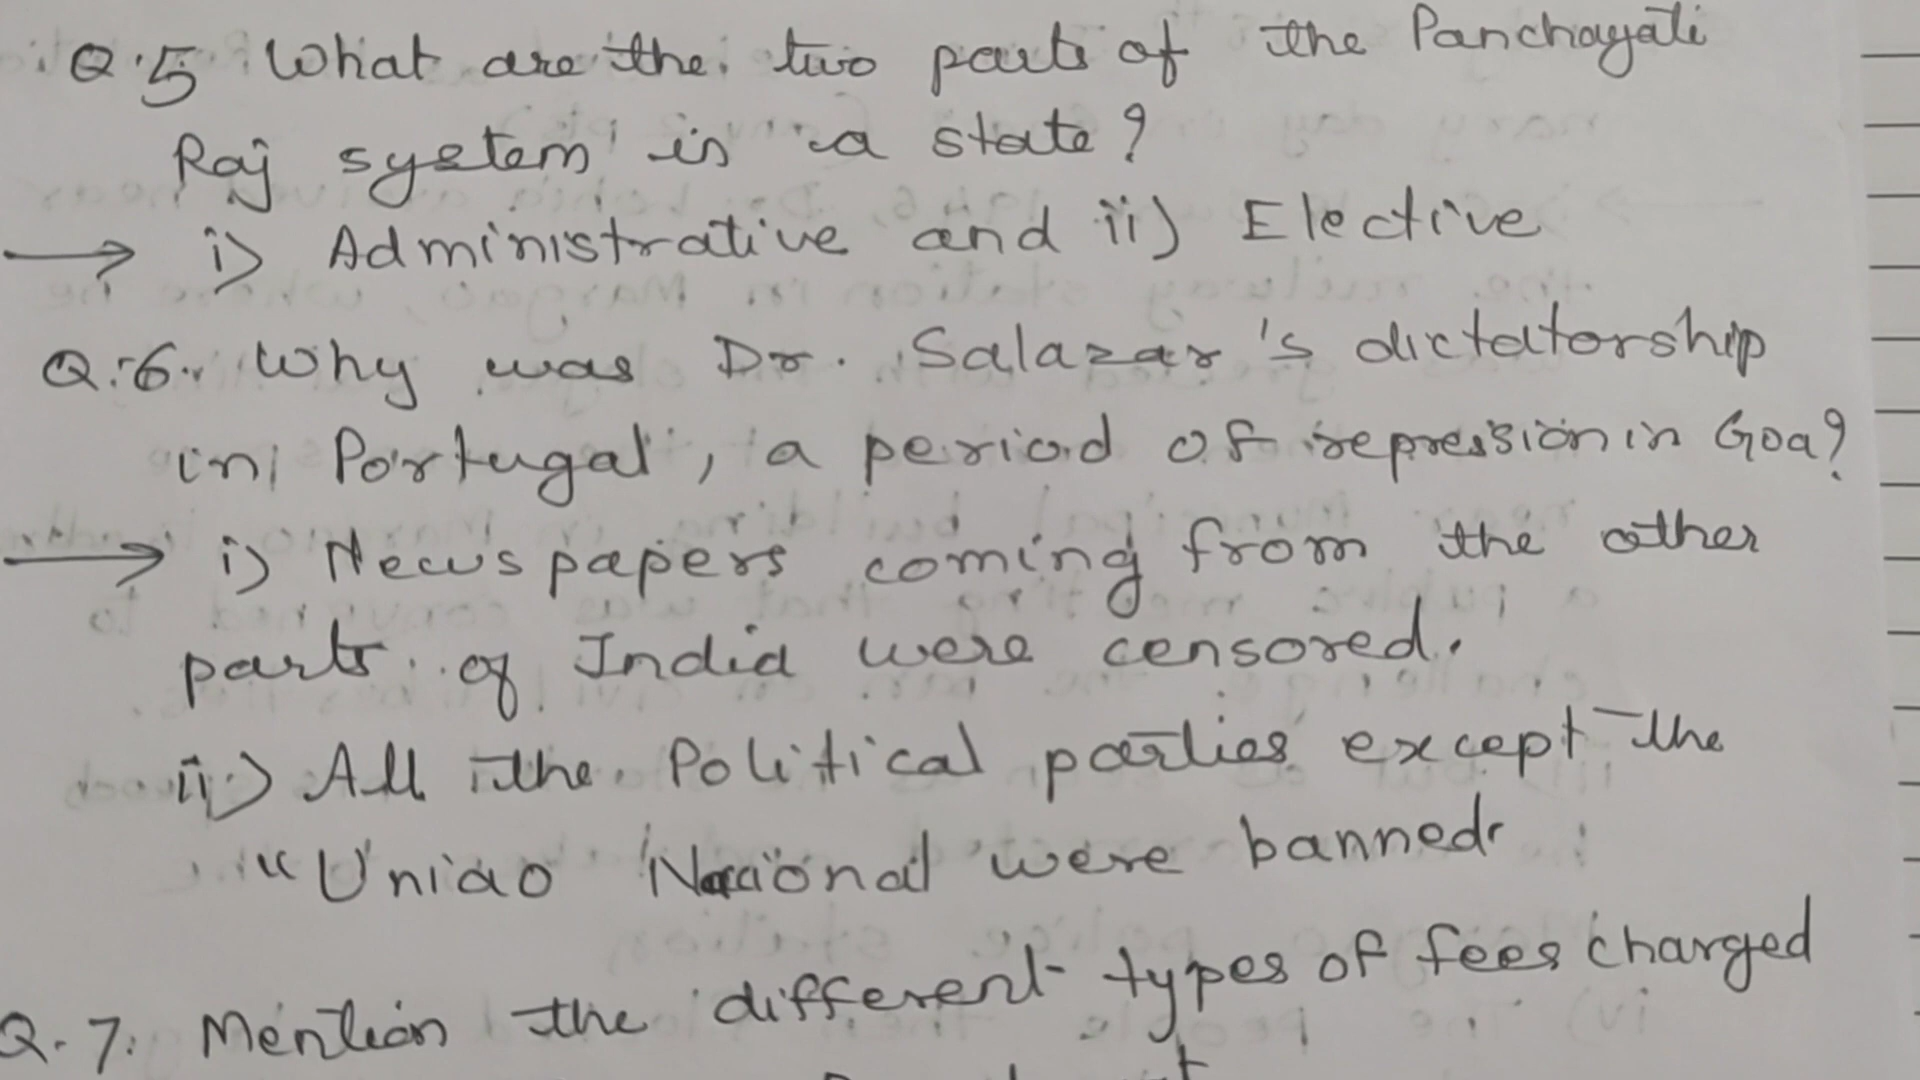 Q.5 What are the two parts of the Panchayati
Raj system is a state?
→ i) Administrative and ii) Elective
Q.6. Why was Dr. Salazar's dictatorship
in Portugal, a period of repression in Goa?
→ i) Newspapers coming from the other
parts of India were censored.
ii) All the Political parties except the
"Uniao Nacional were banned.
Q.7. Mention the different types of fees charged